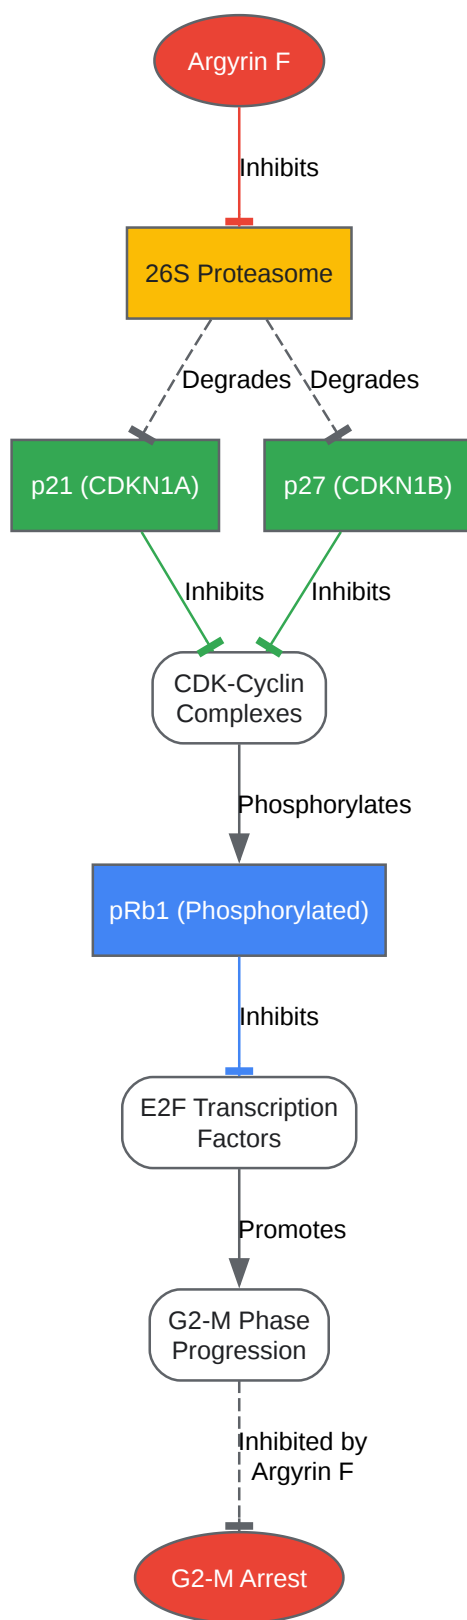 Argyrin F
Inhibits
26S Proteasome
Degrades
Degrades
p21 (CDKN1A)
p27 (CDKN1B)
Inhibits
Inhibits
CDK-Cyclin
Complexes
Phosphorylates
pRb1 (Phosphorylated)
Inhibits
E2F Transcription
Factors
Promotes
G2-M Phase
Progression
Inhibited by
Argyrin F
G2-M Arrest